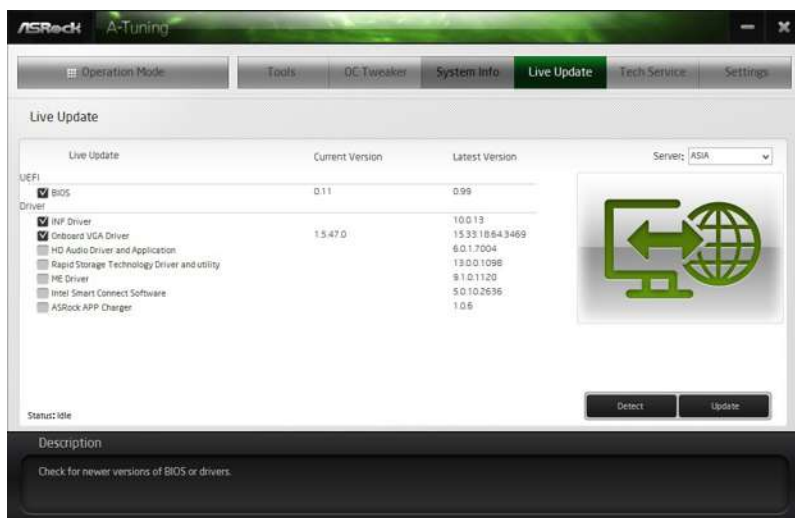 ASRock A-Tuning
Operation Mode Tools OC Tweaker System Info Live Update Tech Service Settings
Live Update
Live Update Current Version Latest Version Server: ASIA
UEFI
BIOS 0.11 0.99
Driver
INF Driver 10.0.13
Onboard VGA Driver 1.5.47.0 15.33.18.64.3469
HD Audio Driver and Application 6.0.1.7004
Rapid Storage Technology Driver and utility 13.0.0.1098
ME Driver 9.1.0.1120
Intel Smart Connect Software 5.0.10.2636
ASRock APP Charger 1.0.6
Detect Update
Status: Idle
Description
Check for newer versions of BIOS or drivers.